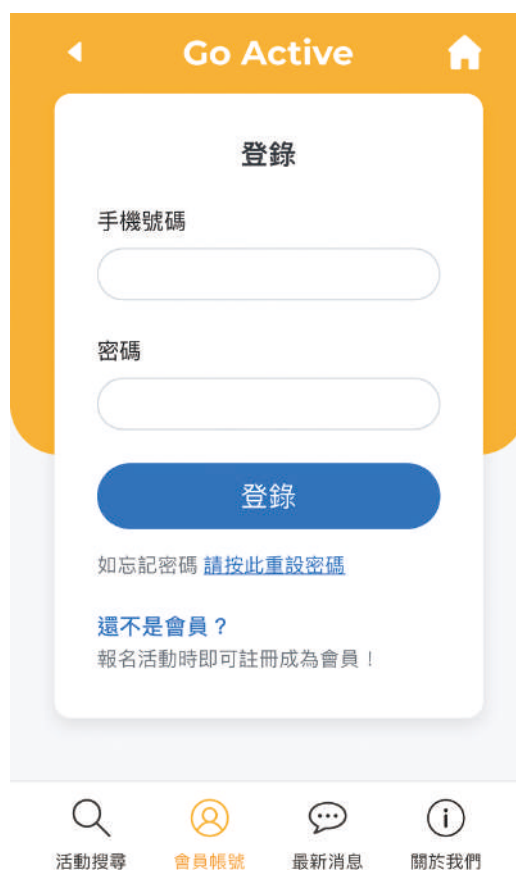 Go Active
登錄
手機號碼
密碼
登錄
如忘記密碼 請按此重設密碼
還不是會員？
報名活動時即可註冊成為會員！
活動搜尋 會員帳號 最新消息 關於我們